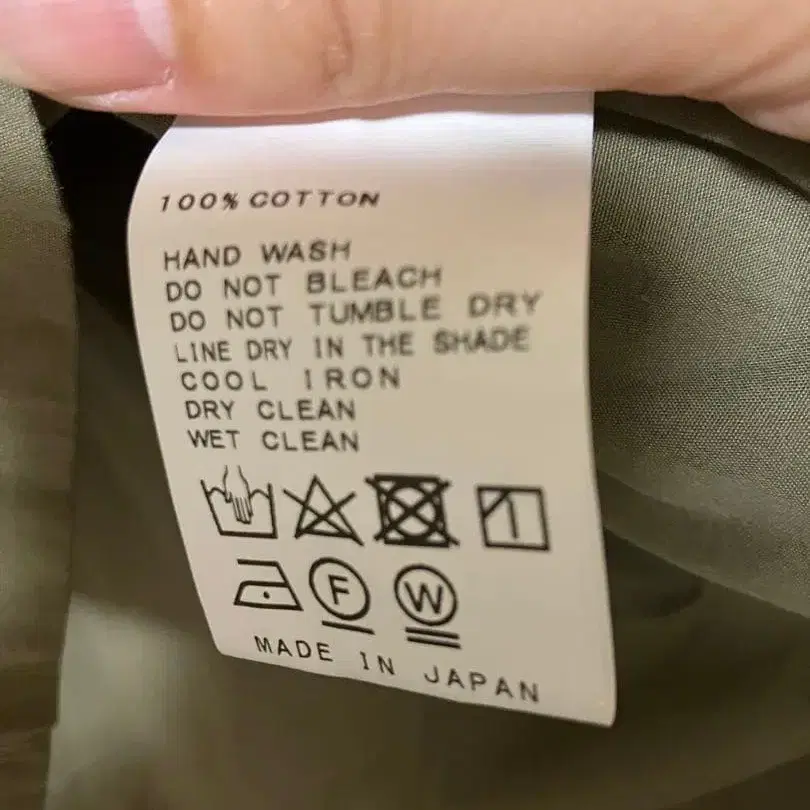 100% COTTON
HAND WASH
DO NOT BLEACH
DO NOT TUMBLE DRY
LINE DRY IN THE SHADE
COOL IRON
DRY CLEAN
WET CLEAN
F W
MADE IN JAPAN